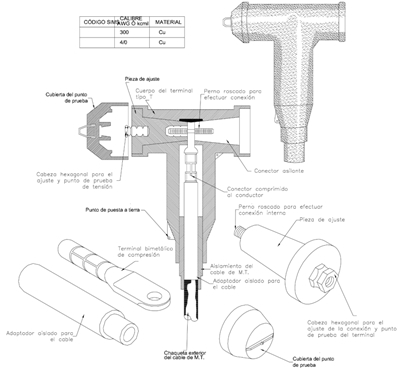 CÓDIGO SING CALIBRE AWG O kcmil MATERIAL
300 Cu
4/0 Cu
Pieza de ajuste
Cubierta del punto
de prueba
Cuerpo del terminal
tipo T
Perno roscado para
efectuar conexión
Cabeza hexagonal para el
ajuste y punta de prueba
de tensión
Conector aislante
Conector comprimido
al conductor
Punto de puesta a tierra
Perno roscado para efectuar
conexión interna
Pieza de ajuste
Terminal bimetálico
de compresión
Aislamiento del
cable de M.T.
Adaptador aislado para
el cable
Adaptador aislado para
el cable
Cabeza hexagonal para el
ajuste de la conexión y punto
de prueba del terminal
Chaqueta exterior
del cable de M.T.
Cubierta del punto
de prueba